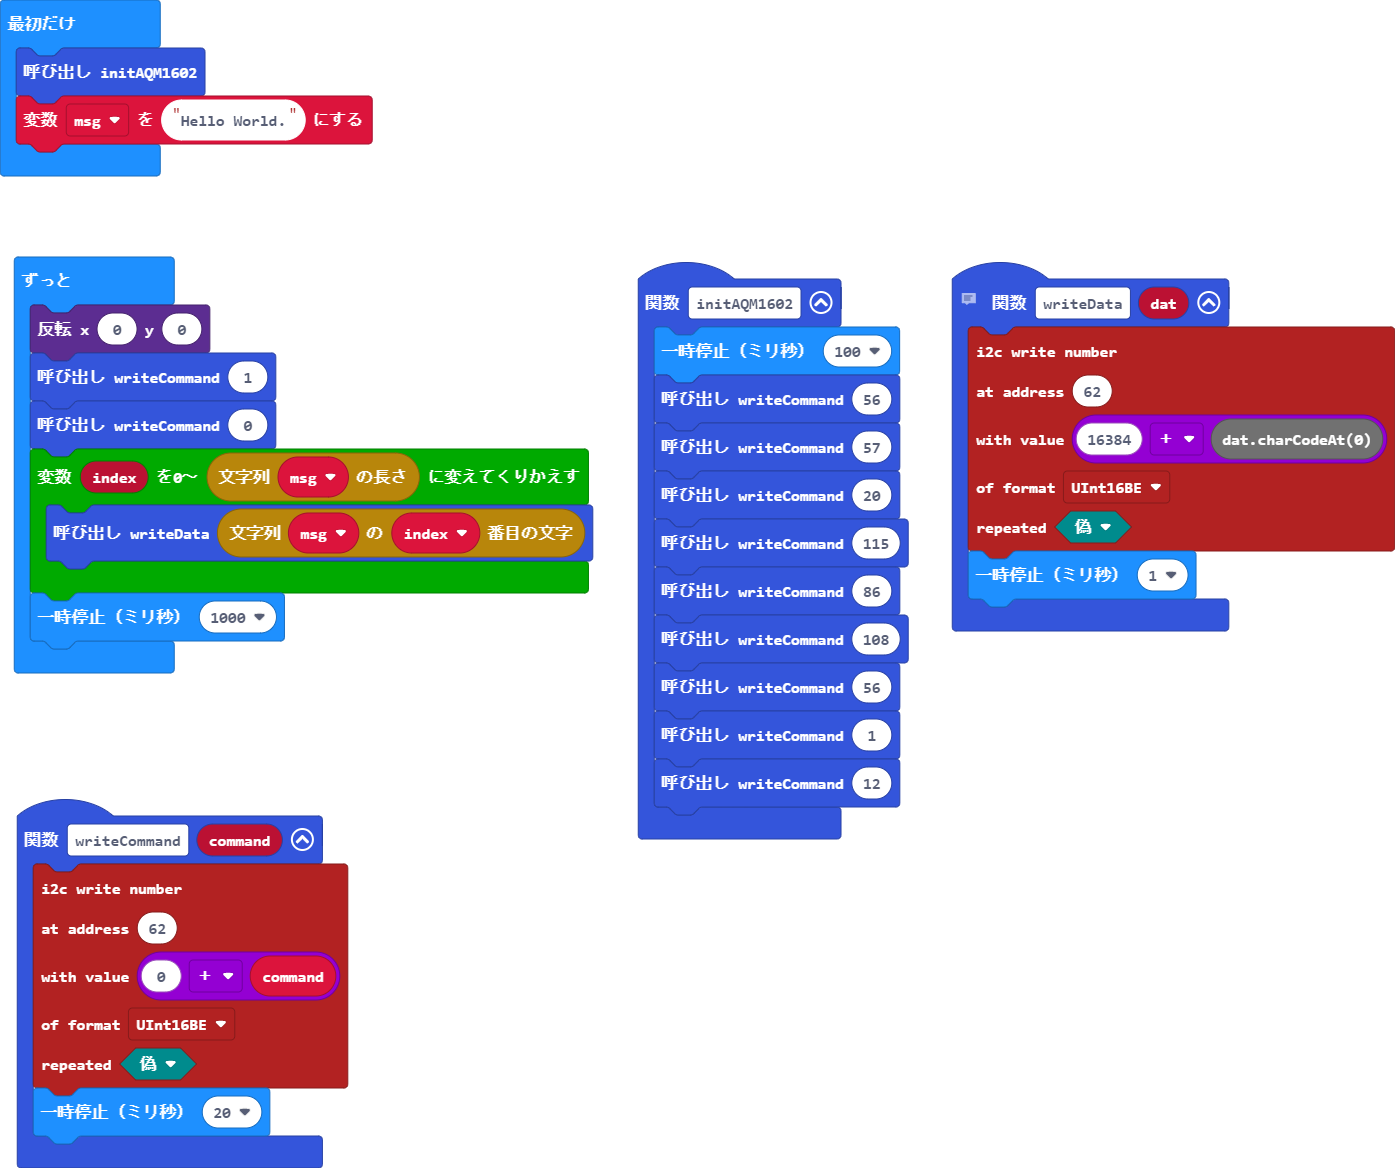 最初だけ
呼び出し initAQM1602
変数 msg を "Hello World." にする
ずっと
反転 x 0 y 0
呼び出し writeCommand 1
呼び出し writeCommand 0
変数 index を0～ 文字列 msg の長さ に変えてくりかえす
呼び出し writeData 文字列 msg の index 番目の文字
一時停止（ミリ秒） 1000
関数 initAQM1602
一時停止（ミリ秒） 100
呼び出し writeCommand 56
呼び出し writeCommand 57
呼び出し writeCommand 20
呼び出し writeCommand 115
呼び出し writeCommand 86
呼び出し writeCommand 108
呼び出し writeCommand 56
呼び出し writeCommand 1
呼び出し writeCommand 12
関数 writeData dat
i2c write number
at address 62
with value 16384 + dat.charCodeAt(0)
of format UInt16BE
repeated 偽
一時停止（ミリ秒） 1
関数 writeCommand command
i2c write number
at address 62
with value 0 + command
of format UInt16BE
repeated 偽
一時停止（ミリ秒） 20